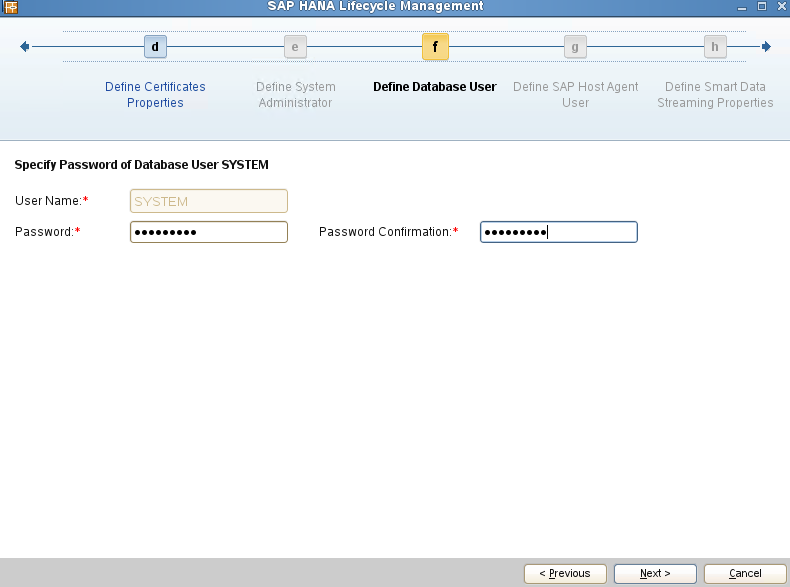 SAP HANA Lifecycle Management
d e f g h
Define Certificates Define System Define Database User Define SAP Host Agent Define Smart Data
Properties Administrator User Streaming Properties
Specify Password of Database User SYSTEM
User Name:* SYSTEM
Password:* ●●●●●●●●● Password Confirmation:* ●●●●●●●●●
< Previous Next > Cancel